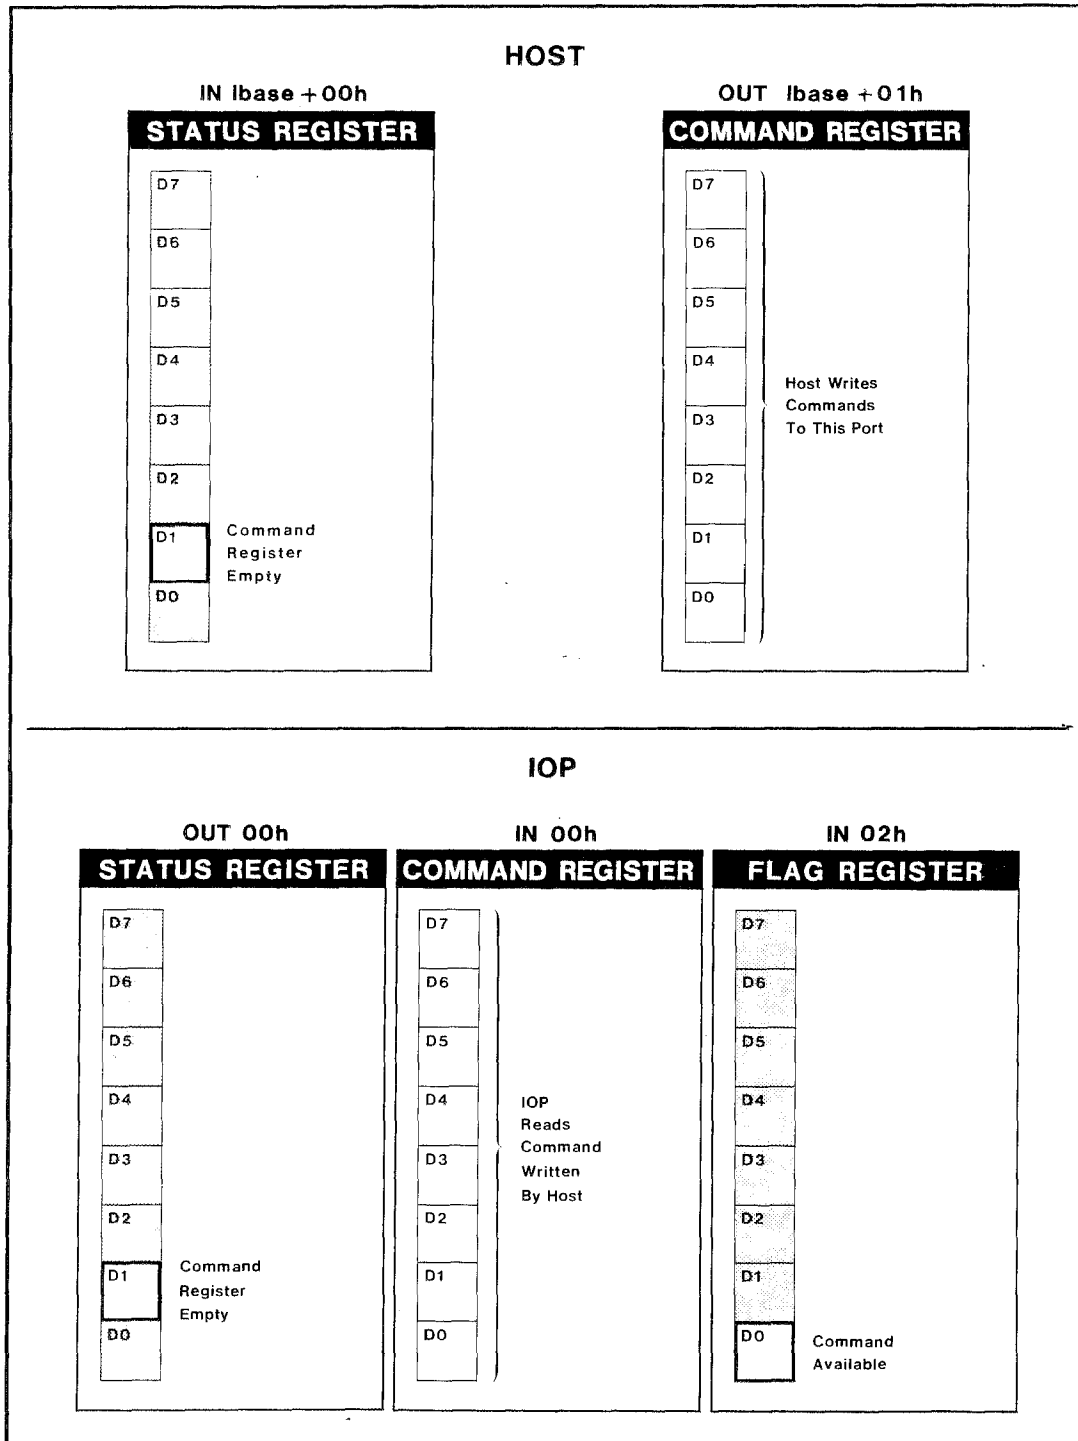 HOST
IN Ibase +00h
STATUS REGISTER
D7
D6
D5
D4
D3
D2
D1
Command
Register
Empty
D0
OUT Ibase +01h
COMMAND REGISTER
D7
D6
D5
D4
D3
D2
D1
D0
Host Writes
Commands
To This Port
IOP
OUT 00h
STATUS REGISTER
D7
D6
D5
D4
D3
D2
D1
Command
Register
Empty
D0
IN 00h
COMMAND REGISTER
D7
D6
D5
D4
D3
D2
D1
D0
IOP
Reads
Command
Written
By Host
IN 02h
FLAG REGISTER
D7
D6
D5
D4
D3
D2
D1
D0
Command
Available